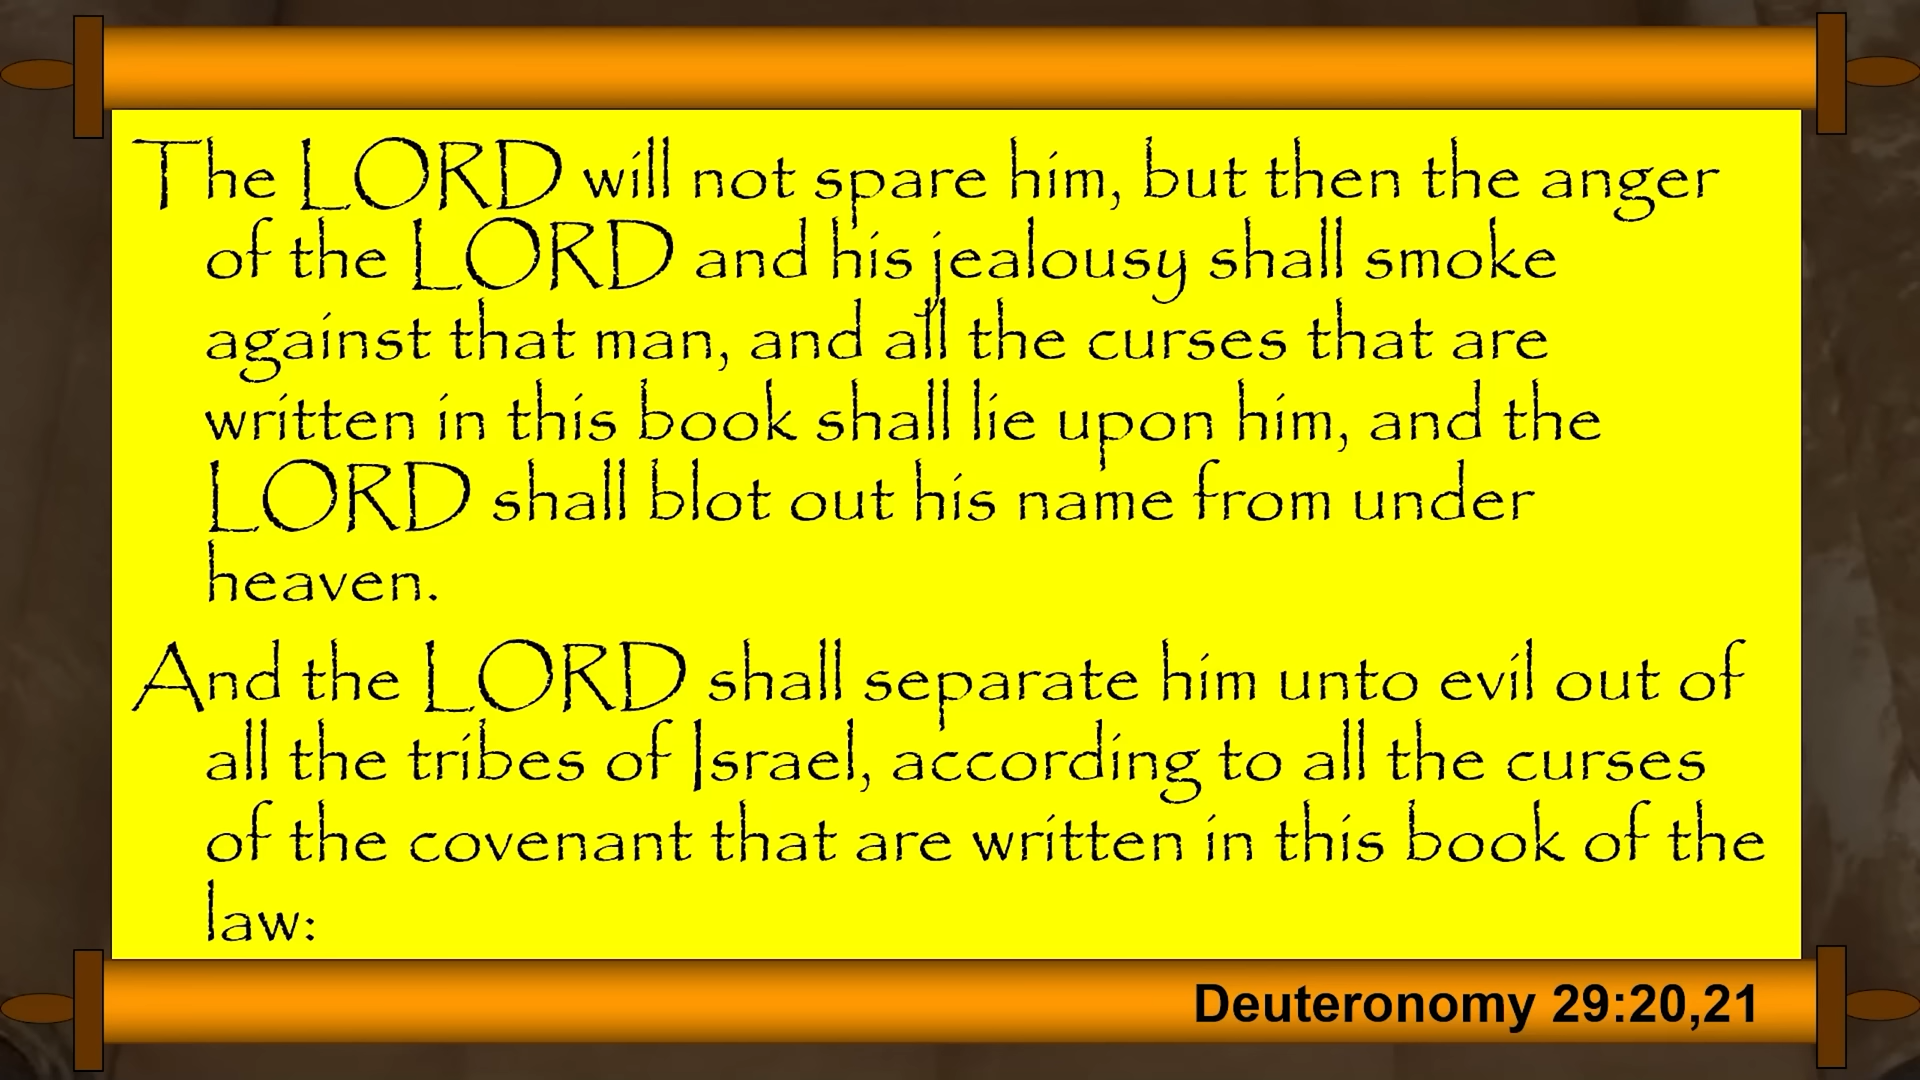 The LORD will not spare him, but then the anger
of the LORD and his jealousy shall smoke
against that man, and all the curses that are
written in this book shall lie upon him, and the
LORD shall blot out his name from under
heaven.
And the LORD shall separate him unto evil out of
all the tribes of Israel, according to all the curses
of the covenant that are written in this book of the
law:
Deuteronomy 29:20,21